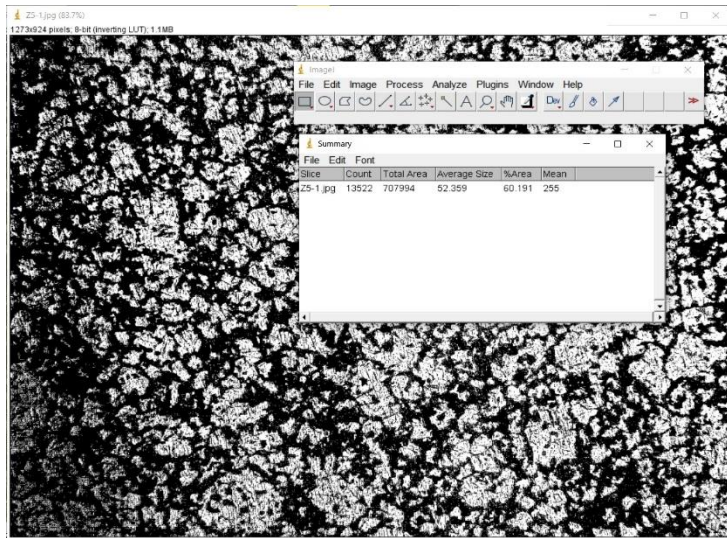 Z5-1.jpg (83.7%)
1273x924 pixels; 8-bit (inverting LUT); 1.1MB
ImageJ
File Edit Image Process Analyze Plugins Window Help
Dev
Summary
File Edit Font
Slice Count Total Area Average Size %Area Mean
Z5-1.jpg 13522 707994 52.359 60.191 255